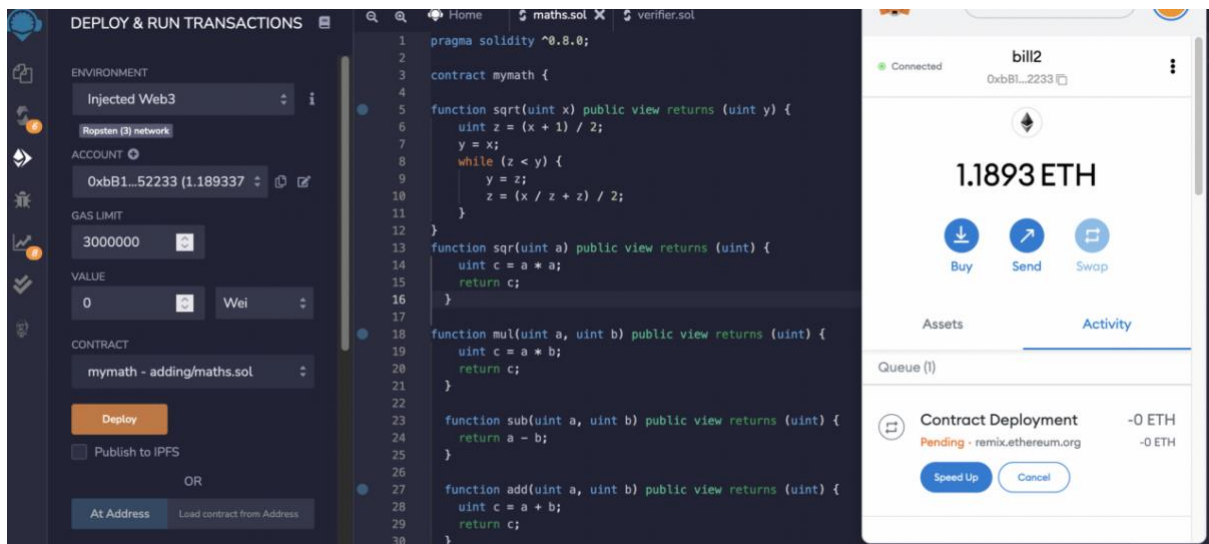 DEPLOY & RUN TRANSACTIONS
ENVIRONMENT
Injected Web3
i
Ropsten (3) network
ACCOUNT
0xbB1...52233 (1.189337
GAS LIMIT
3000000
VALUE
0
Wei
CONTRACT
mymath - adding/maths.sol
Deploy
Publish to IPFS
OR
At Address
Load contract from Address
6
8
Home
maths.sol
verifier.sol
1 pragma solidity ^0.8.0;
2
3 contract mymath {
4
5 function sqrt(uint x) public view returns (uint y) {
6 uint z = (x + 1) / 2;
7 y = x;
8 while (z < y) {
9 y = z;
10 z = (x / z + z) / 2;
11 }
12 }
13 function sqr(uint a) public view returns (uint) {
14 uint c = a * a;
15 return c;
16 }
17
18 function mul(uint a, uint b) public view returns (uint) {
19 uint c = a * b;
20 return c;
21 }
22
23 function sub(uint a, uint b) public view returns (uint) {
24 return a - b;
25 }
26
27 function add(uint a, uint b) public view returns (uint) {
28 uint c = a + b;
29 return c;
30 }
Connected
bill2
0xbB1...2233
1.1893 ETH
Buy
Send
Swap
Assets
Activity
Queue (1)
Contract Deployment
-0 ETH
Pending - remix.ethereum.org
-0 ETH
Speed Up
Cancel